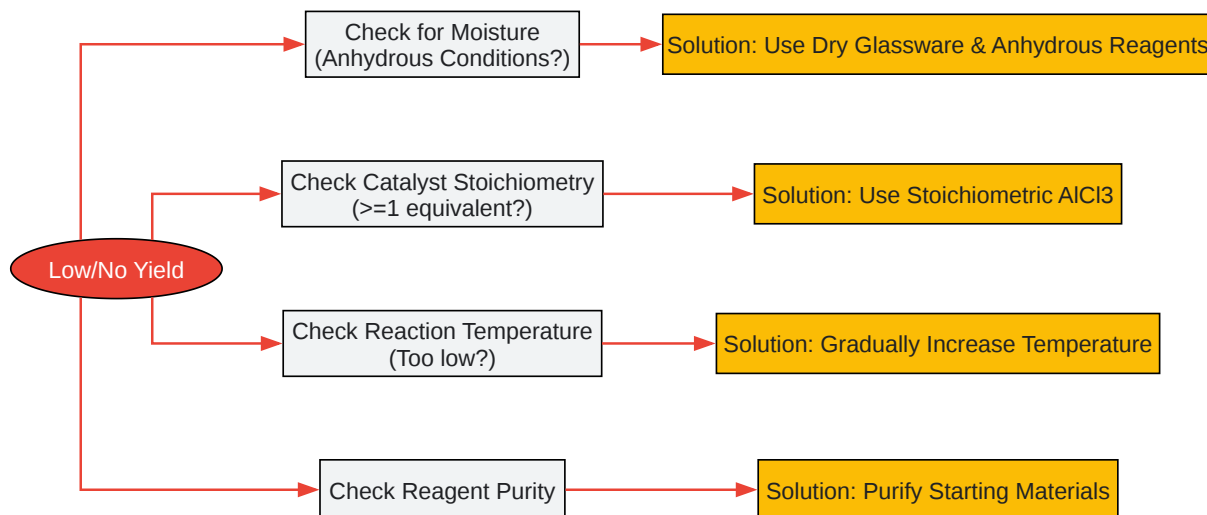 Check for Moisture
(Anhydrous Conditions?)
Solution: Use Dry Glassware & Anhydrous Reagents
Check Catalyst Stoichiometry
(>=1 equivalent?)
Solution: Use Stoichiometric AlCl3
Low/No Yield
Check Reaction Temperature
(Too low?)
Solution: Gradually Increase Temperature
Check Reagent Purity
Solution: Purify Starting Materials